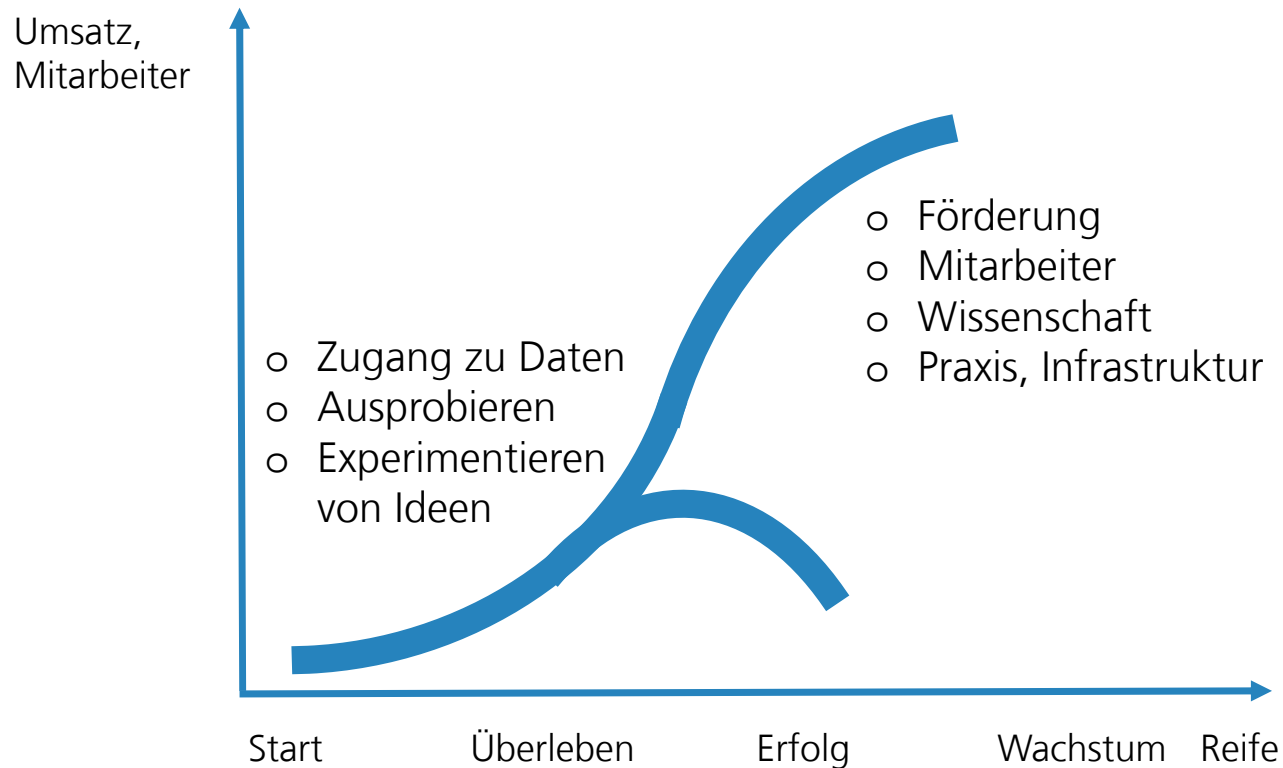 Umsatz,
Mitarbeiter
o Förderung
o Mitarbeiter
o Wissenschaft
o Praxis, Infrastruktur
o Zugang zu Daten
o Ausprobieren
o Experimentieren
von Ideen
Start Überleben Erfolg Wachstum Reife